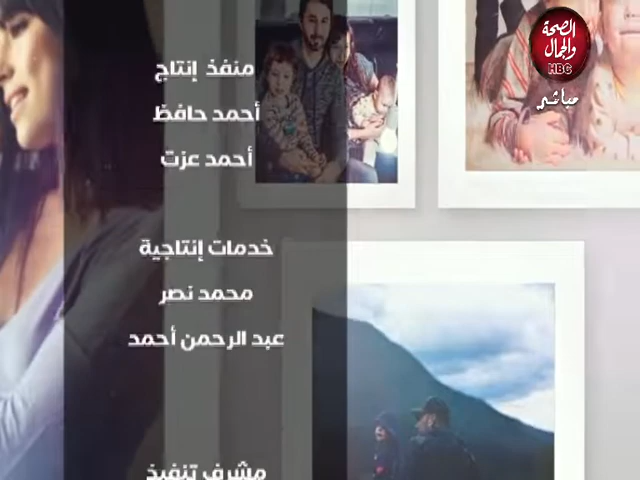 الصحة
والجمال
HBC
مباشر
منفذ إنتاج
أحمد حافظ
أحمد عزت
خدمات إنتاجية
محمد نصر
عبد الرحمن أحمد
مشرف تنفيذ